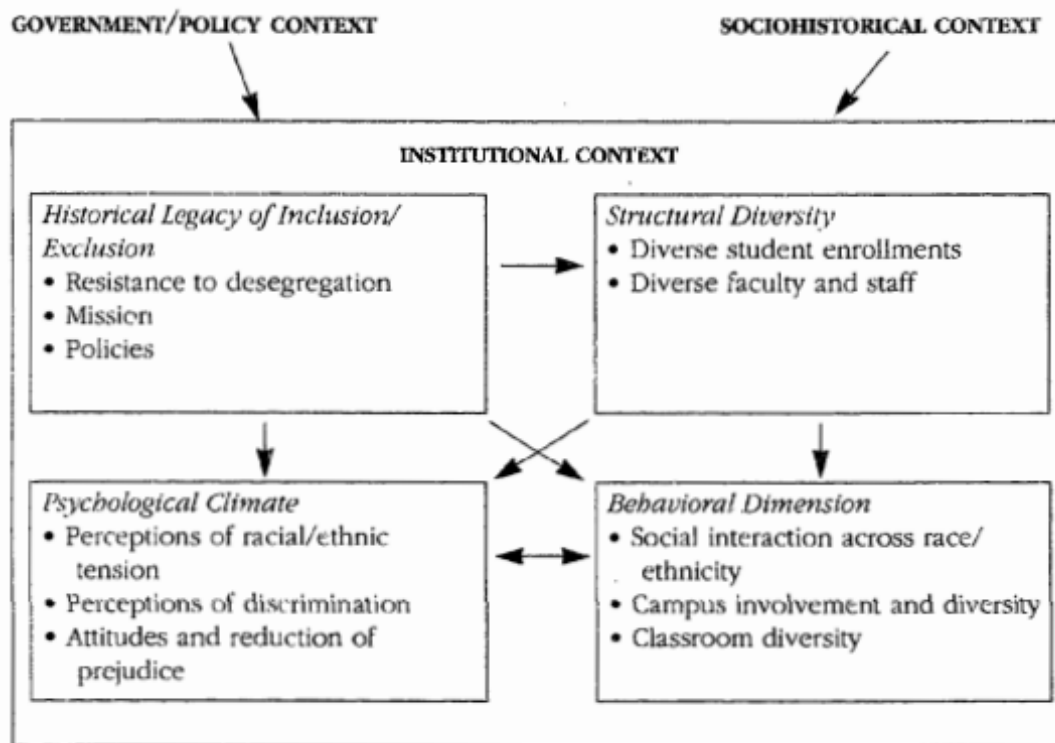 GOVERNMENT/POLICY CONTEXT
SOCIOHISTORICAL CONTEXT
INSTITUTIONAL CONTEXT
Historical Legacy of Inclusion/
Exclusion
• Resistance to desegregation
• Mission
• Policies
Structural Diversity
• Diverse student enrollments
• Diverse faculty and staff
Psychological Climate
• Perceptions of racial/ethnic
tension
• Perceptions of discrimination
• Attitudes and reduction of
prejudice
Behavioral Dimension
• Social interaction across race/
ethnicity
• Campus involvement and diversity
• Classroom diversity